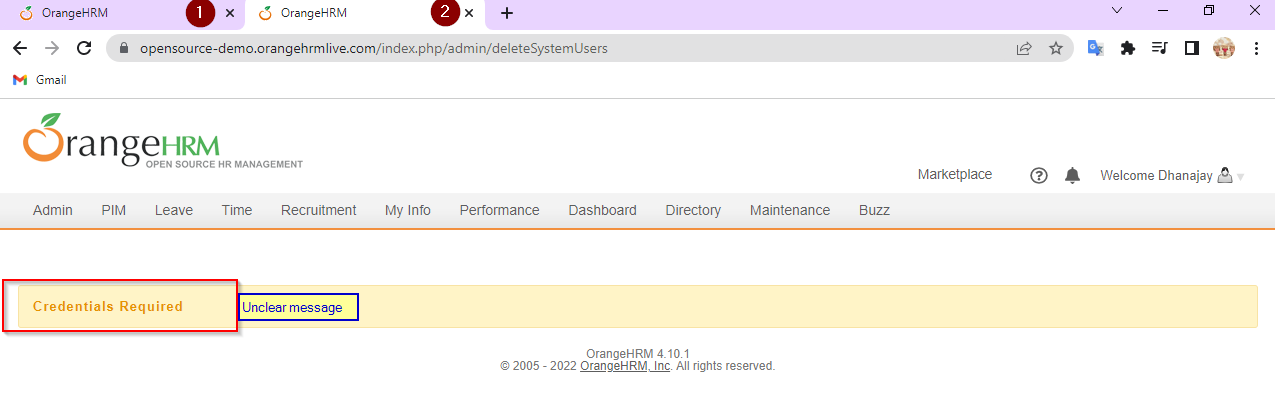 OrangeHRM 1 OrangeHRM 2
opensource-demo.orangehrmlive.com/index.php/admin/deleteSystemUsers
Gmail
OrangeHRM
OPEN SOURCE HR MANAGEMENT
Marketplace ? Welcome Dhanajay
Admin PIM Leave Time Recruitment My Info Performance Dashboard Directory Maintenance Buzz
Credentials Required Unclear message
OrangeHRM 4.10.1
© 2005 - 2022 OrangeHRM, Inc. All rights reserved.